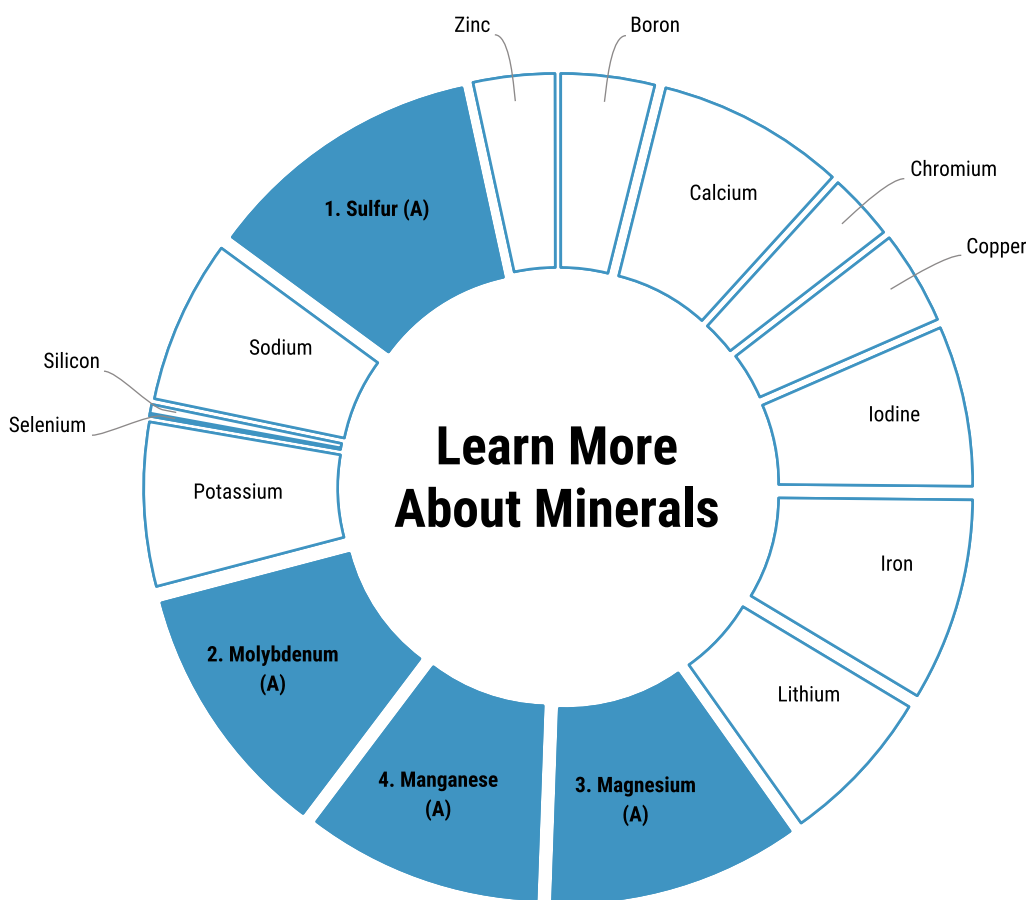 Zinc
Boron
Calcium
Chromium
1. Sulfur (A)
Copper
Sodium
Silicon
Iodine
Selenium
Learn More
About Minerals
Potassium
Iron
2. Molybdenum
(A)
Lithium
4. Manganese
(A)
3. Magnesium
(A)